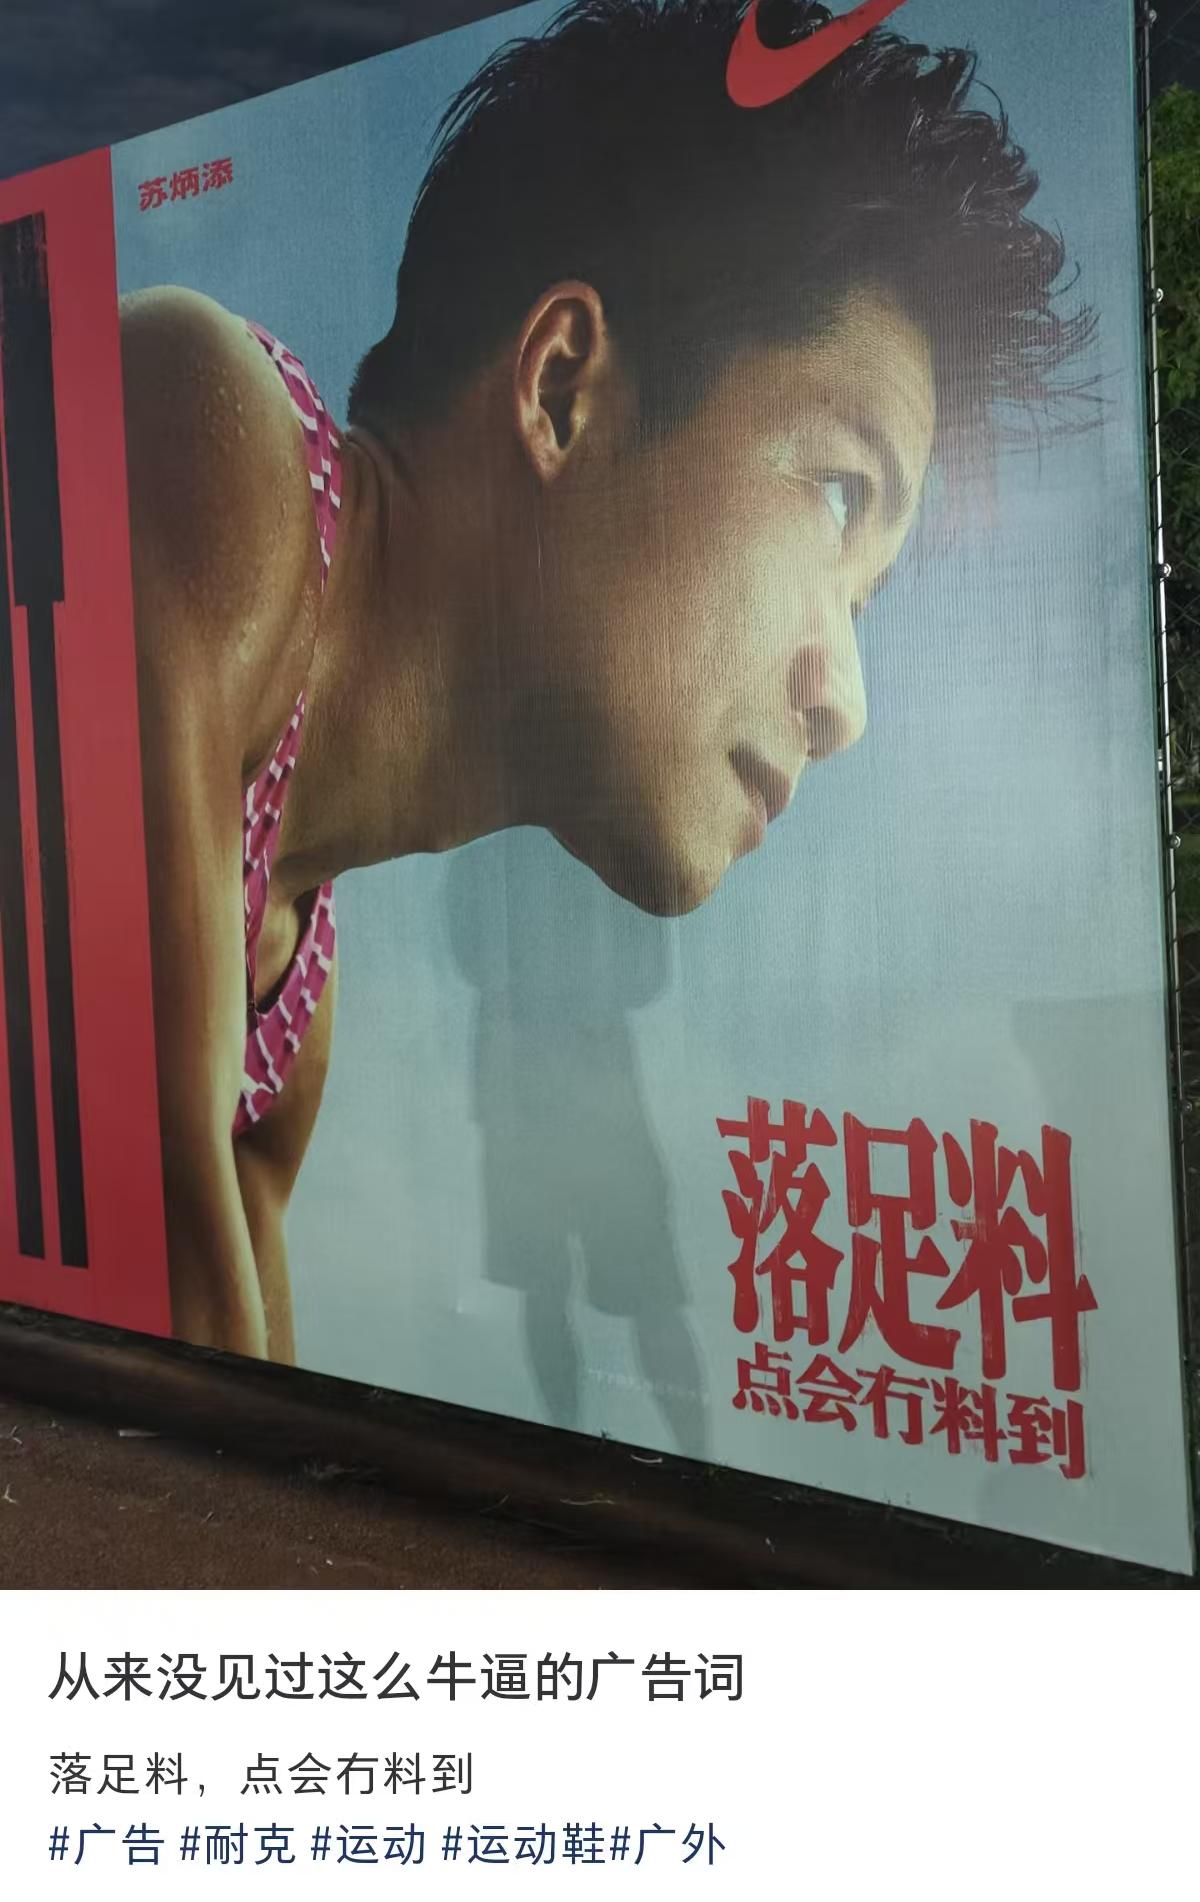 苏炳添
落足料
点会冇料到
从来没见过这么牛逼的广告词
落足料，点会冇料到
#广告 #耐克 #运动 #运动鞋#广外